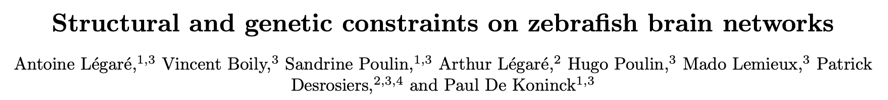 Structural and genetic constraints on zebrafish brain networks
Antoine Légaré,1,3 Vincent Boily,3 Sandrine Poulin,1,3 Arthur Légaré,2 Hugo Poulin,3 Mado Lemieux,3 Patrick
Desrosiers,2,3,4 and Paul De Koninck1,3